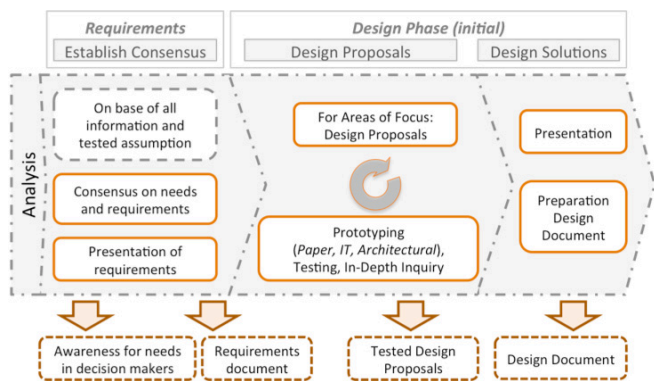 Requirements
Establish Consensus
Design Phase (initial)
Design Proposals
Design Solutions
Analysis
On base of all
information and
tested assumption
Consensus on needs
and requirements
Presentation of
requirements
For Areas of Focus:
Design Proposals
Prototyping
(Paper, IT, Architectural),
Testing, In-Depth Inquiry
Presentation
Preparation
Design
Document
Awareness for needs
in decision makers
Requirements
document
Tested Design
Proposals
Design Document